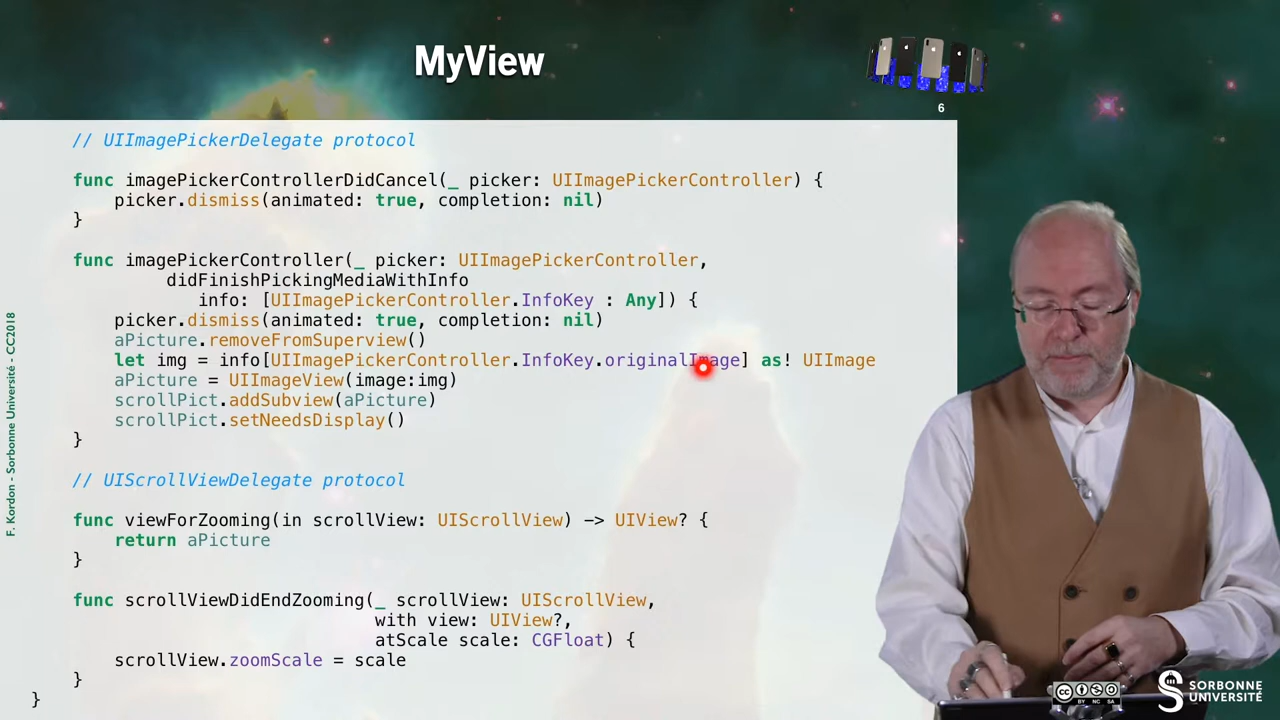 MyView
6
// UIImagePickerDelegate protocol
func imagePickerControllerDidCancel(_ picker: UIImagePickerController) {
picker.dismiss(animated: true, completion: nil)
}
func imagePickerController(_ picker: UIImagePickerController,
didFinishPickingMediaWithInfo
info: [UIImagePickerController.InfoKey : Any]) {
picker.dismiss(animated: true, completion: nil)
aPicture.removeFromSuperview()
let img = info[UIImagePickerController.InfoKey.originalImage] as! UIImage
aPicture = UIImageView(image:img)
scrollPict.addSubview(aPicture)
scrollPict.setNeedsDisplay()
}
// UIScrollViewDelegate protocol
func viewForZooming(in scrollView: UIScrollView) -> UIView? {
return aPicture
}
func scrollViewDidEndZooming(_ scrollView: UIScrollView,
with view: UIView?,
atScale scale: CGFloat) {
scrollView.zoomScale = scale
}
}
F. Kordon - Sorbonne Université - CC2018
cc
BY NC SA
SORBONNE
UNIVERSITÉ